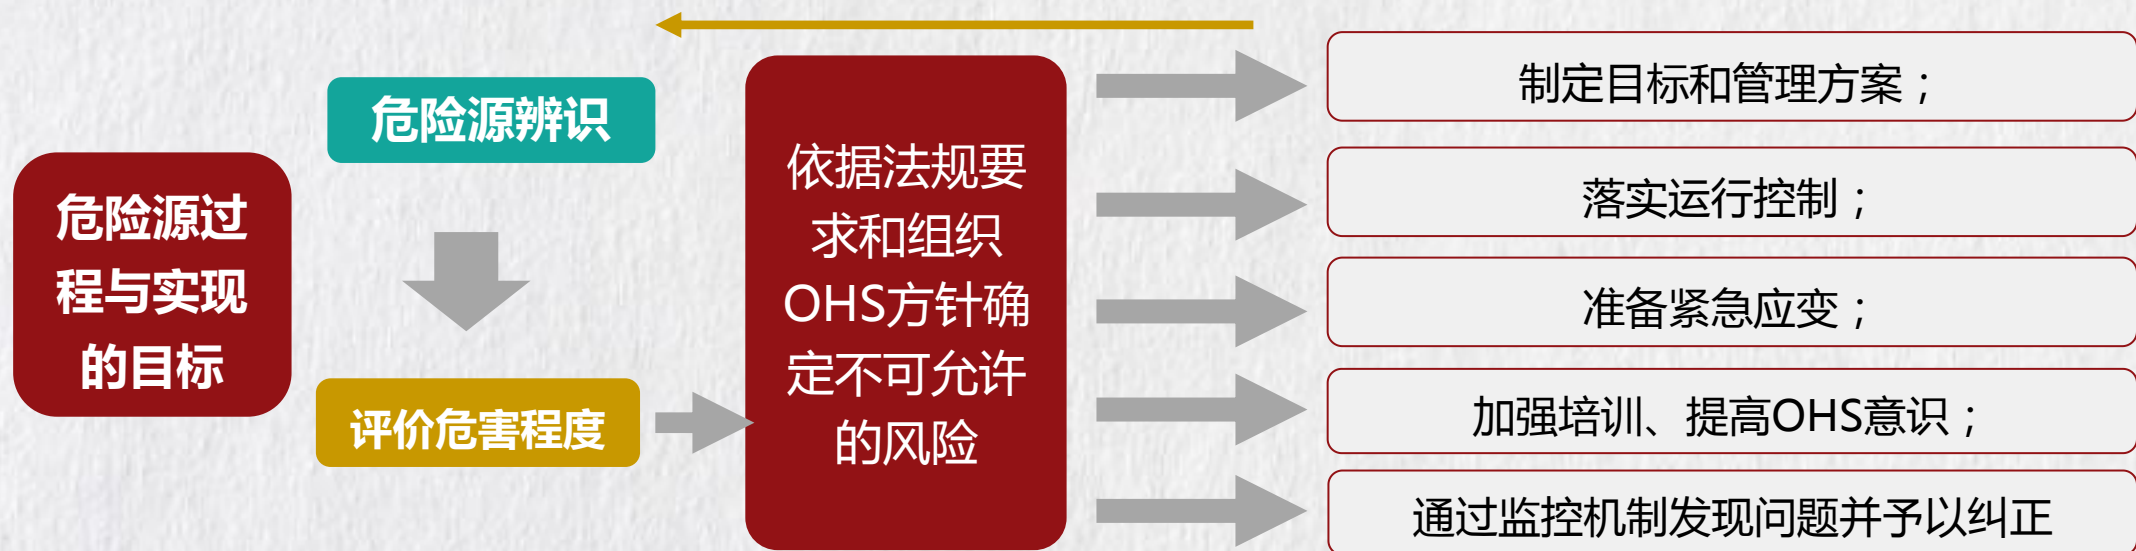 危险源过
程与实现
的目标
危险源辨识
评价危害程度
依据法规要
求和组织
OHS方针确
定不可允许
的风险
制定目标和管理方案；
落实运行控制；
准备紧急应变；
加强培训、提高OHS意识；
通过监控机制发现问题并予以纠正